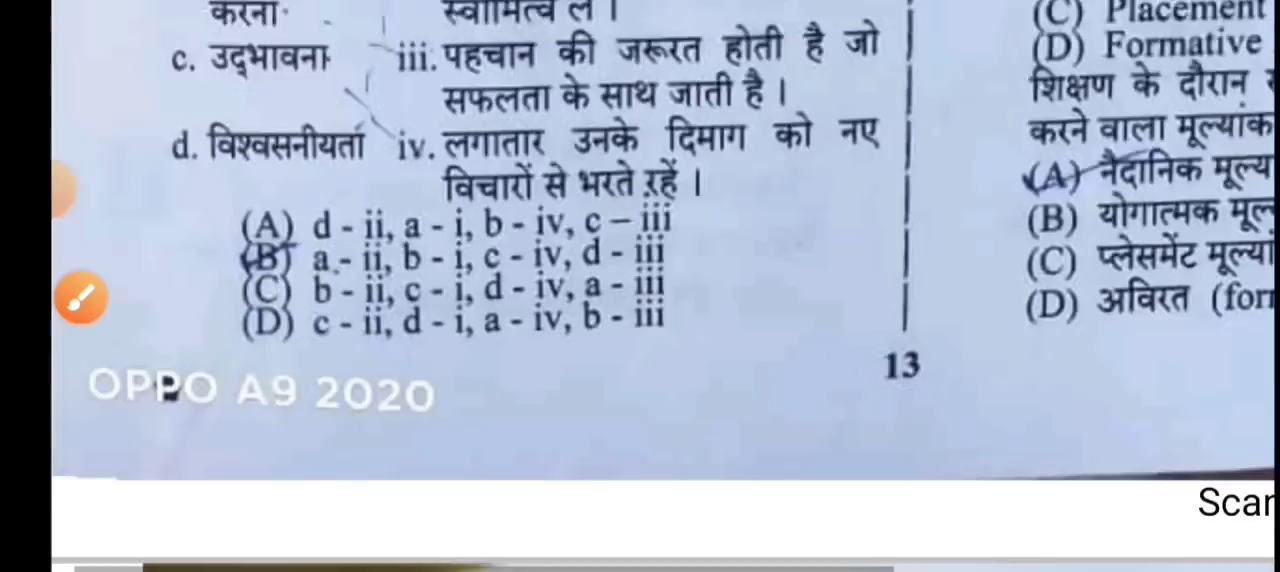 करना
स्वामित्व लें ।
c. उद्भावना
iii. पहचान की जरूरत होती है जो
सफलता के साथ जाती है ।
d. विश्वसनीयता
iv. लगातार उनके दिमाग को नए
विचारों से भरते रहें ।
(A) d - ii, a - i, b - iv, c – iii
(B) a - ii, b - i, c - iv, d - iii
(C) b - ii, c - i, d - iv, a - iii
(D) c - ii, d - i, a - iv, b - iii
(C) Placement
(D) Formative
शिक्षण के दौरान
करने वाला
(A) नैदानिक
(B) योगात्मक
(C) प्लेसमेंट
(D) अविरत
13
OPPO A9 2020